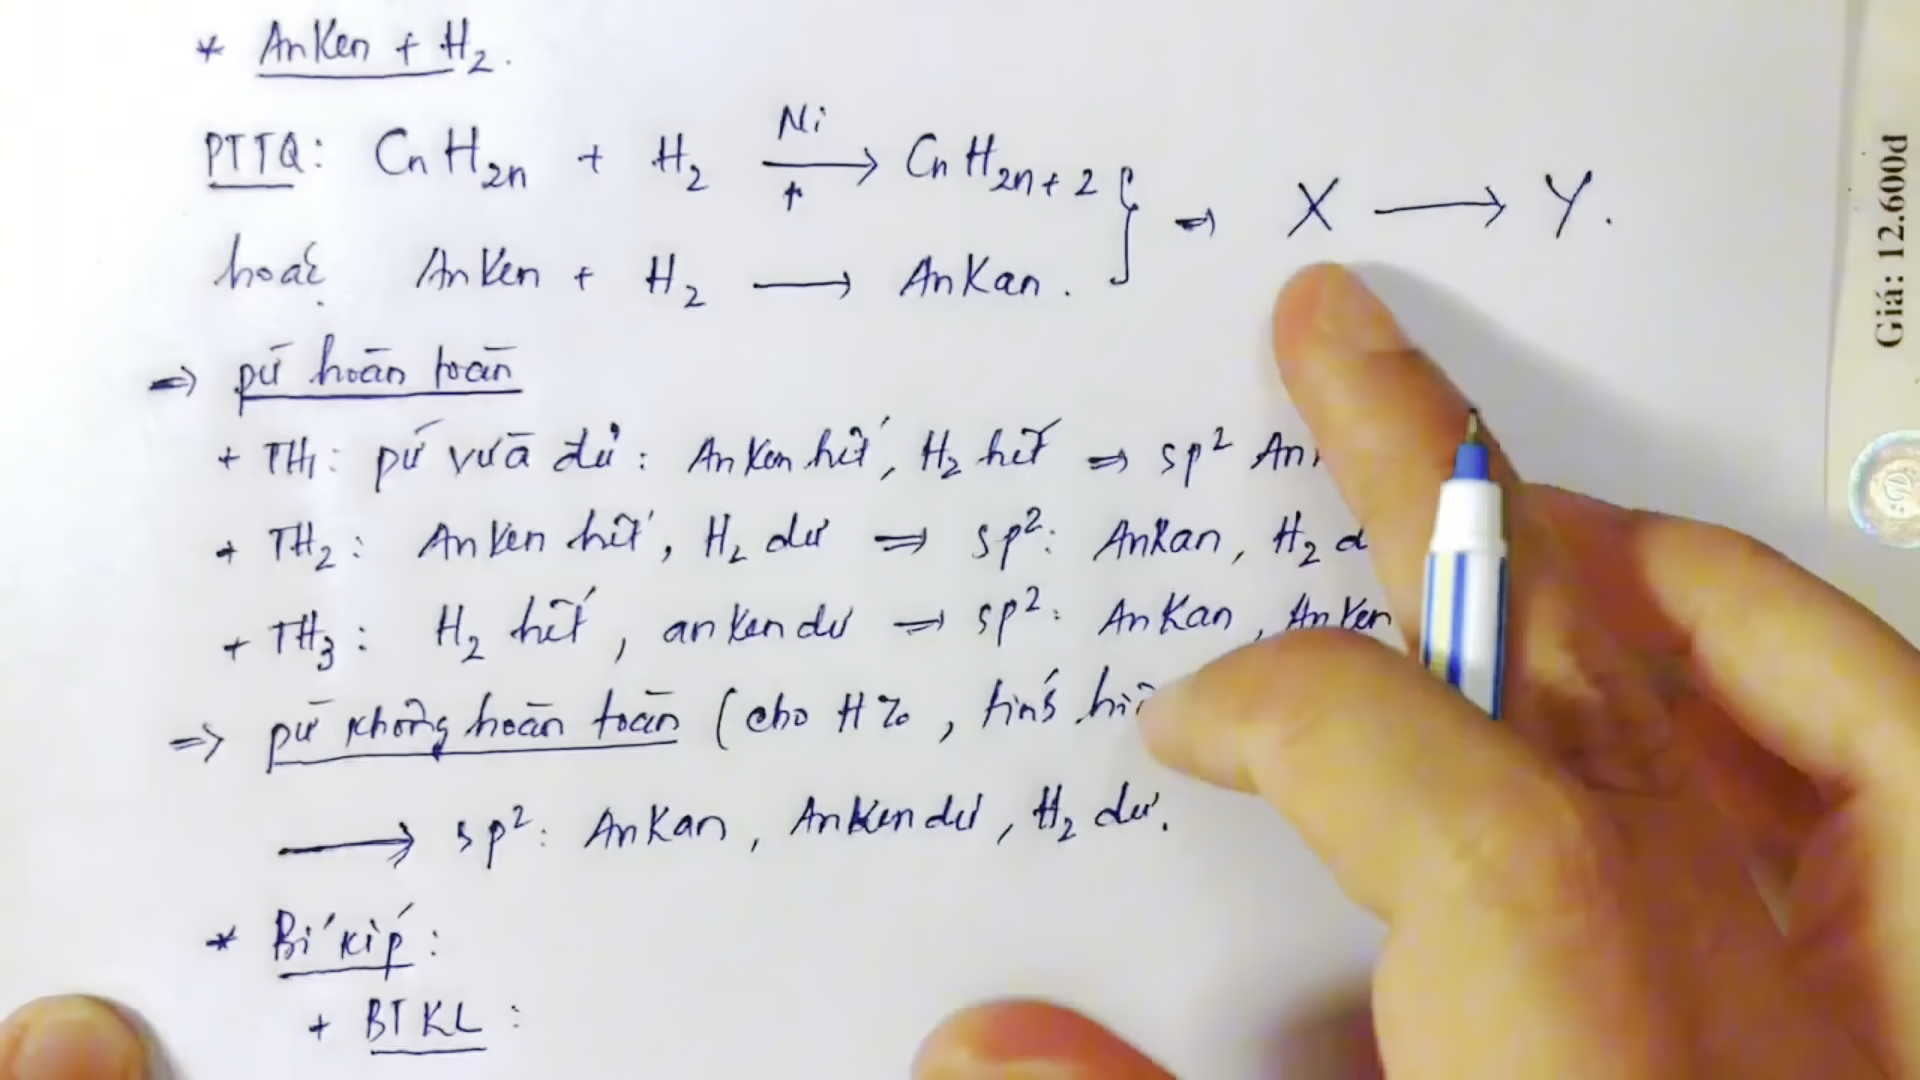 * Anken + H2.
PTTQ: CnH2n + H2 Ni → CnH2n+2
hoặc Anken + H2 → Ankan. } ⇒ X → Y.
⇒ pứ hoàn toàn
+ TH1: pứ vừa đủ: Anken hết, H2 hết ⇒ sp2
+ TH2: Anken hết, H2 dư ⇒ sp2: Ankan, H2
+ TH3: H2 hết, anken dư ⇒ sp2: Ankan, Anken
⇒ pứ không hoàn toàn (cho H%, tính
→ sp2: Ankan, Anken dư, H2 dư.
* Bí kíp:
+ BTKL:
Giá: 12.600đ